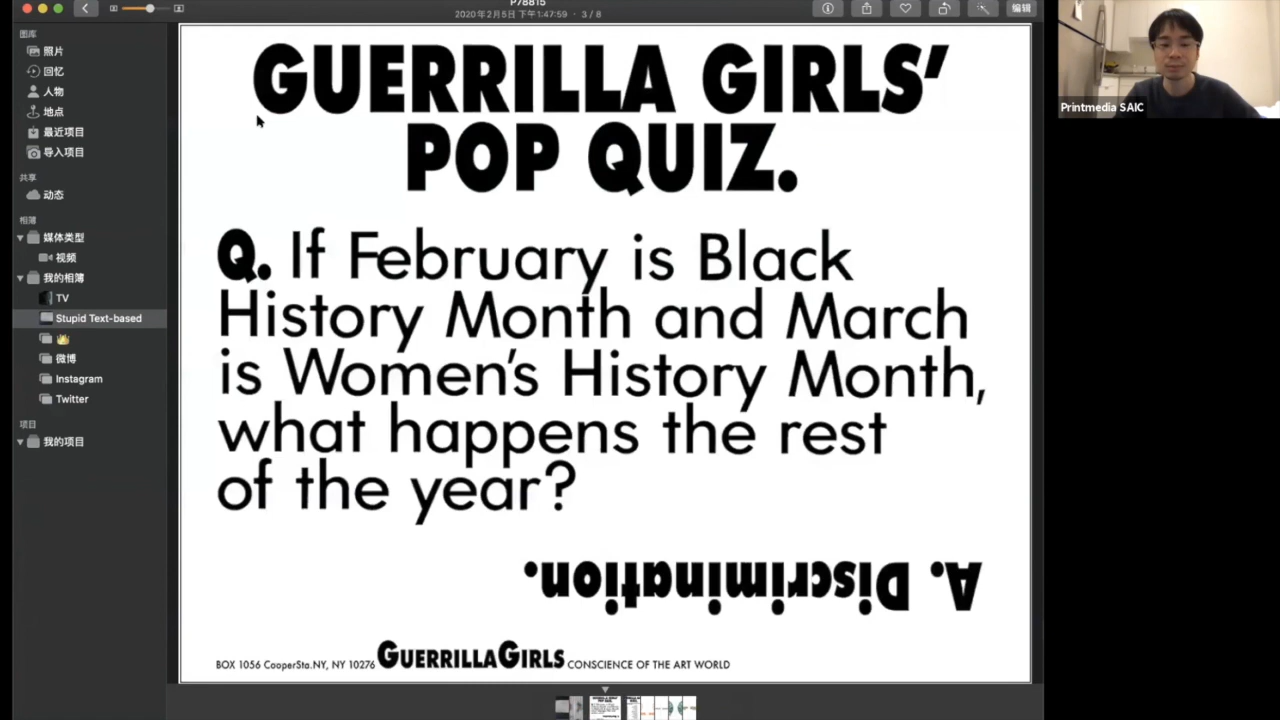 P78815
2020年2月5日 下午1:47:59 · 3 / 8
编辑
图库
照片
回忆
人物
地点
最近项目
导入项目
共享
动态
相簿
媒体类型
视频
我的相簿
TV
Stupid Text-based
微博
Instagram
Twitter
项目
我的项目
GUERRILLA GIRLS'
POP QUIZ.
Q. If February is Black
History Month and March
is Women's History Month,
what happens the rest
of the year?
A. Discrimination.
BOX 1056 CooperSta.NY, NY 10276 GUERRILLAGIRLS CONSCIENCE OF THE ART WORLD
Printmedia SAIC